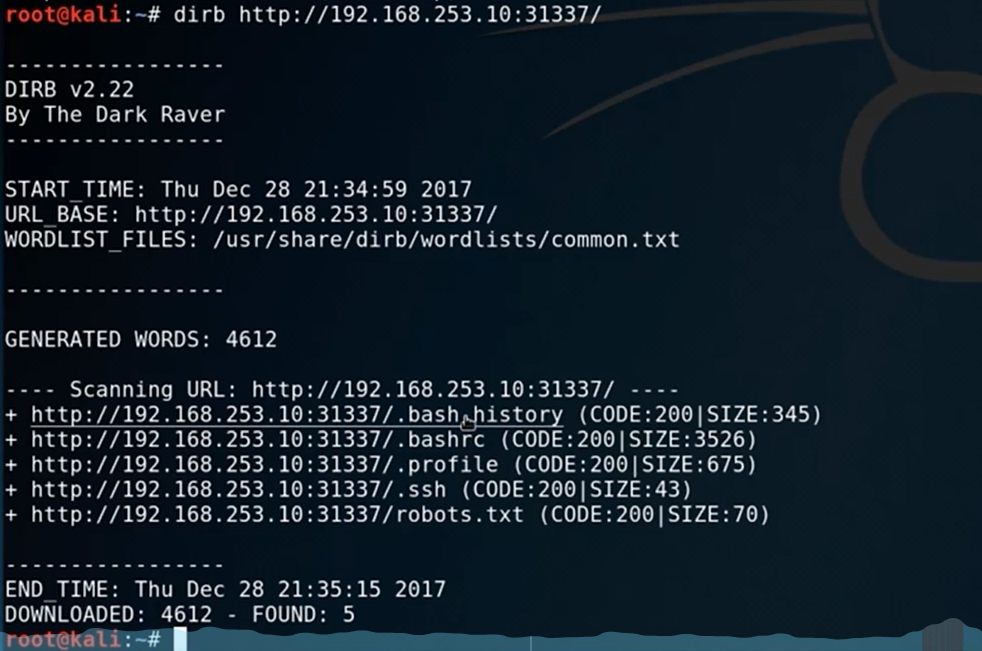 root@kali:~# dirb http://192.168.253.10:31337/
-----------------
DIRB v2.22
By The Dark Raver
-----------------
START_TIME: Thu Dec 28 21:34:59 2017
URL_BASE: http://192.168.253.10:31337/
WORDLIST_FILES: /usr/share/dirb/wordlists/common.txt
-----------------
GENERATED WORDS: 4612
---- Scanning URL: http://192.168.253.10:31337/ ----
+ http://192.168.253.10:31337/.bash_history (CODE:200|SIZE:345)
+ http://192.168.253.10:31337/.bashrc (CODE:200|SIZE:3526)
+ http://192.168.253.10:31337/.profile (CODE:200|SIZE:675)
+ http://192.168.253.10:31337/.ssh (CODE:200|SIZE:43)
+ http://192.168.253.10:31337/robots.txt (CODE:200|SIZE:70)
-----------------
END_TIME: Thu Dec 28 21:35:15 2017
DOWNLOADED: 4612 - FOUND: 5
root@kali:~#